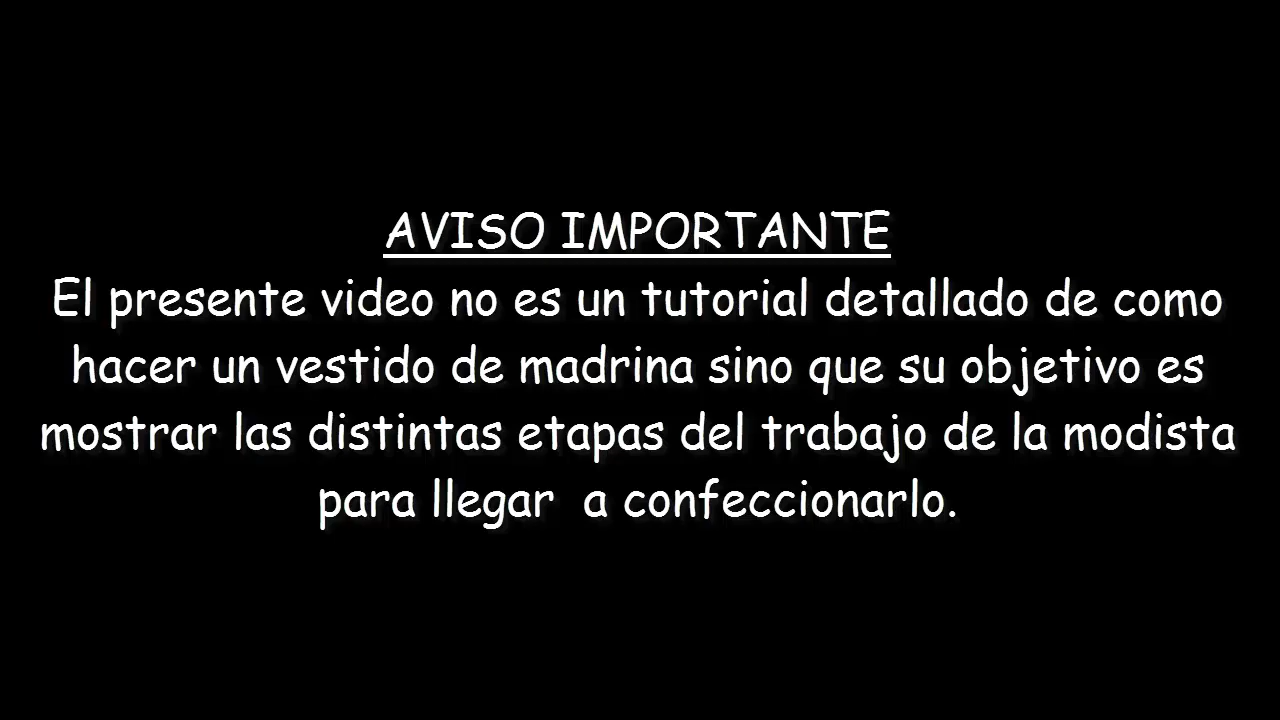 AVISO IMPORTANTE
El presente video no es un tutorial detallado de como
hacer un vestido de madrina sino que su objetivo es
mostrar las distintas etapas del trabajo de la modista
para llegar  a confeccionarlo.